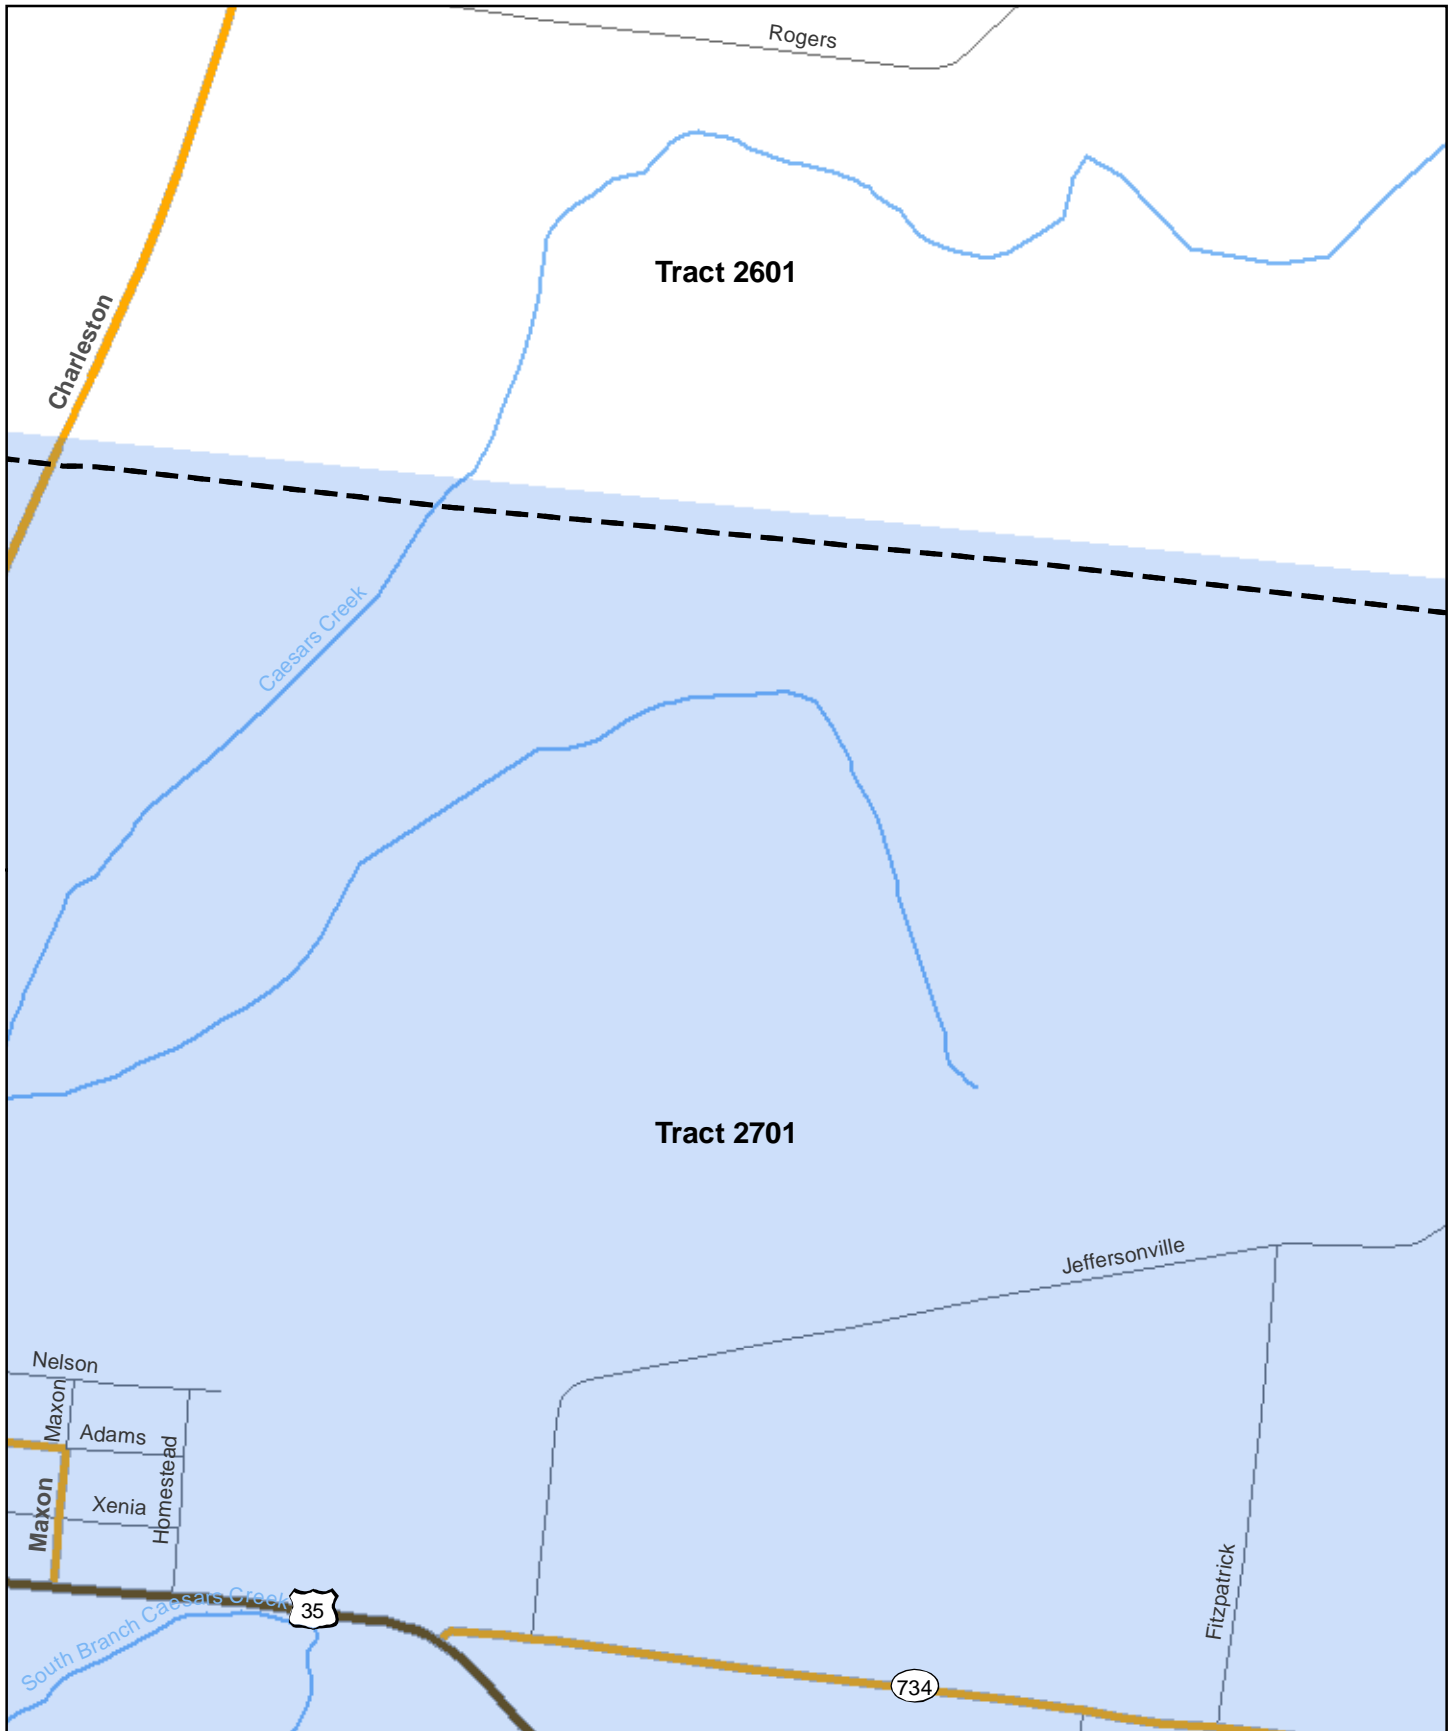 Rogers
Tract 2601
Charleston
Caesars Creek
Tract 2701
Jeffersonville
Nelson
Maxon
Adams
Homestead
Maxon
Xenia
Fitzpatrick
South Branch Caesars Creek
35
734